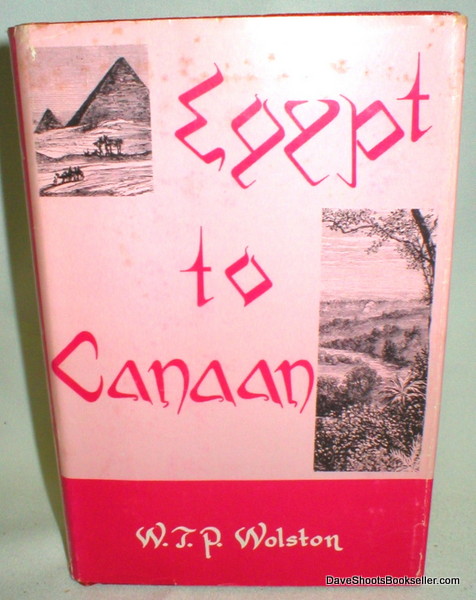 Egypt
to
Canaan
W.T.P. Wolston
DaveShootsBookseller.com